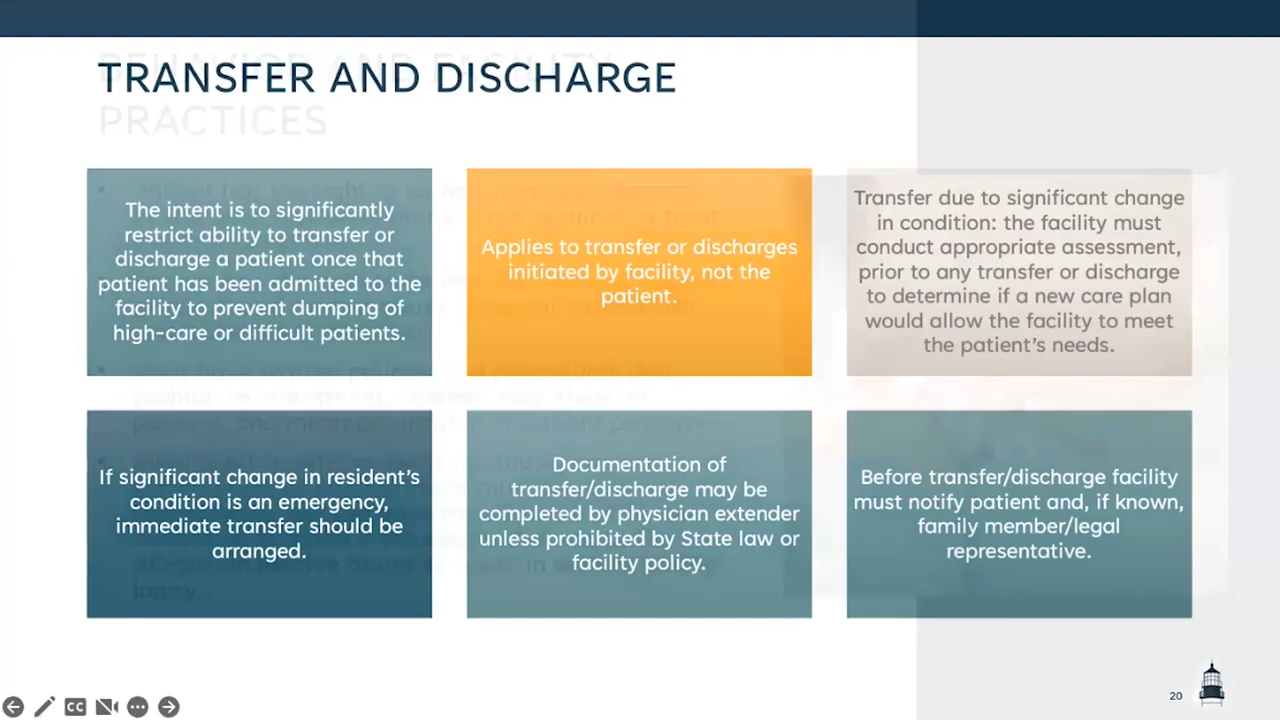 TRANSFER AND DISCHARGE
PRACTICES
The intent is to significantly
restrict ability to transfer or
discharge a patient once that
patient has been admitted to the
facility to prevent dumping of
high-care or difficult patients.
Applies to transfer or discharges
initiated by facility, not the
patient.
Transfer due to significant change
in condition: the facility must
conduct appropriate assessment,
prior to any transfer or discharge
to determine if a new care plan
would allow the facility to meet
the patient's needs.
If significant change in resident's
condition is an emergency,
immediate transfer should be
arranged.
Documentation of
transfer/discharge may be
completed by physician extender
unless prohibited by State law or
facility policy.
Before transfer/discharge facility
must notify patient and, if known,
family member/legal
representative.
CC
20